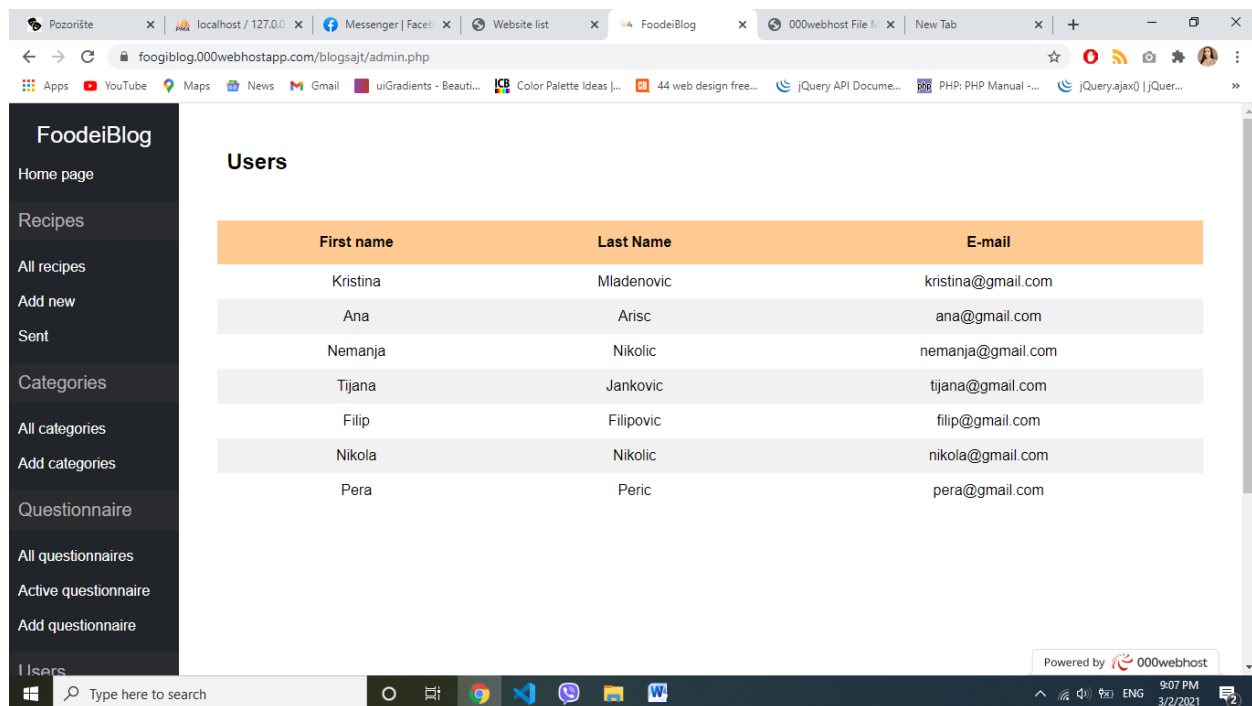 Pozorište localhost / 127.0.0 Messenger | Faceb Website list FoodeiBlog 000webhost File M New Tab
foogiblog.000webhostapp.com/blogsajt/admin.php
Apps YouTube Maps News Gmail uiGradients - Beauti... Color Palette Ideas |... 44 web design free... jQuery API Docume... PHP: PHP Manual -... jQuery.ajax() | jQuer... »
FoodeiBlog
Home page
Recipes
All recipes
Add new
Sent
Categories
All categories
Add categories
Questionnaire
All questionnaires
Active questionnaire
Add questionnaire
Users
Users
First name Last Name E-mail
Kristina Mladenovic kristina@gmail.com
Ana Arisc ana@gmail.com
Nemanja Nikolic nemanja@gmail.com
Tijana Jankovic tijana@gmail.com
Filip Filipovic filip@gmail.com
Nikola Nikolic nikola@gmail.com
Pera Peric pera@gmail.com
Powered by 000webhost
Type here to search
ENG
9:07 PM
3/2/2021
2